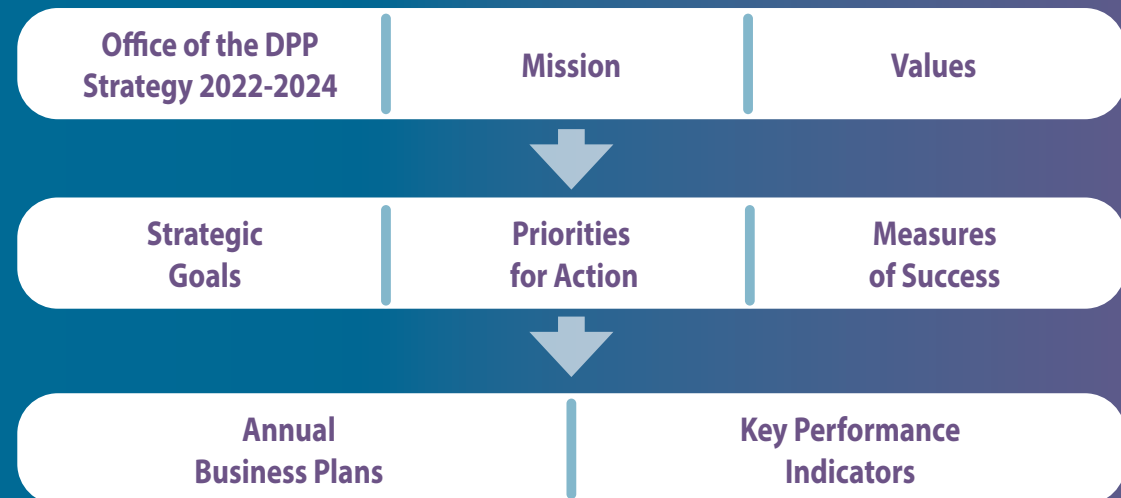 Office of the DPP
Strategy 2022-2024
Mission
Values
Strategic
Goals
Priorities
for Action
Measures
of Success
Annual
Business Plans
Key Performance
Indicators